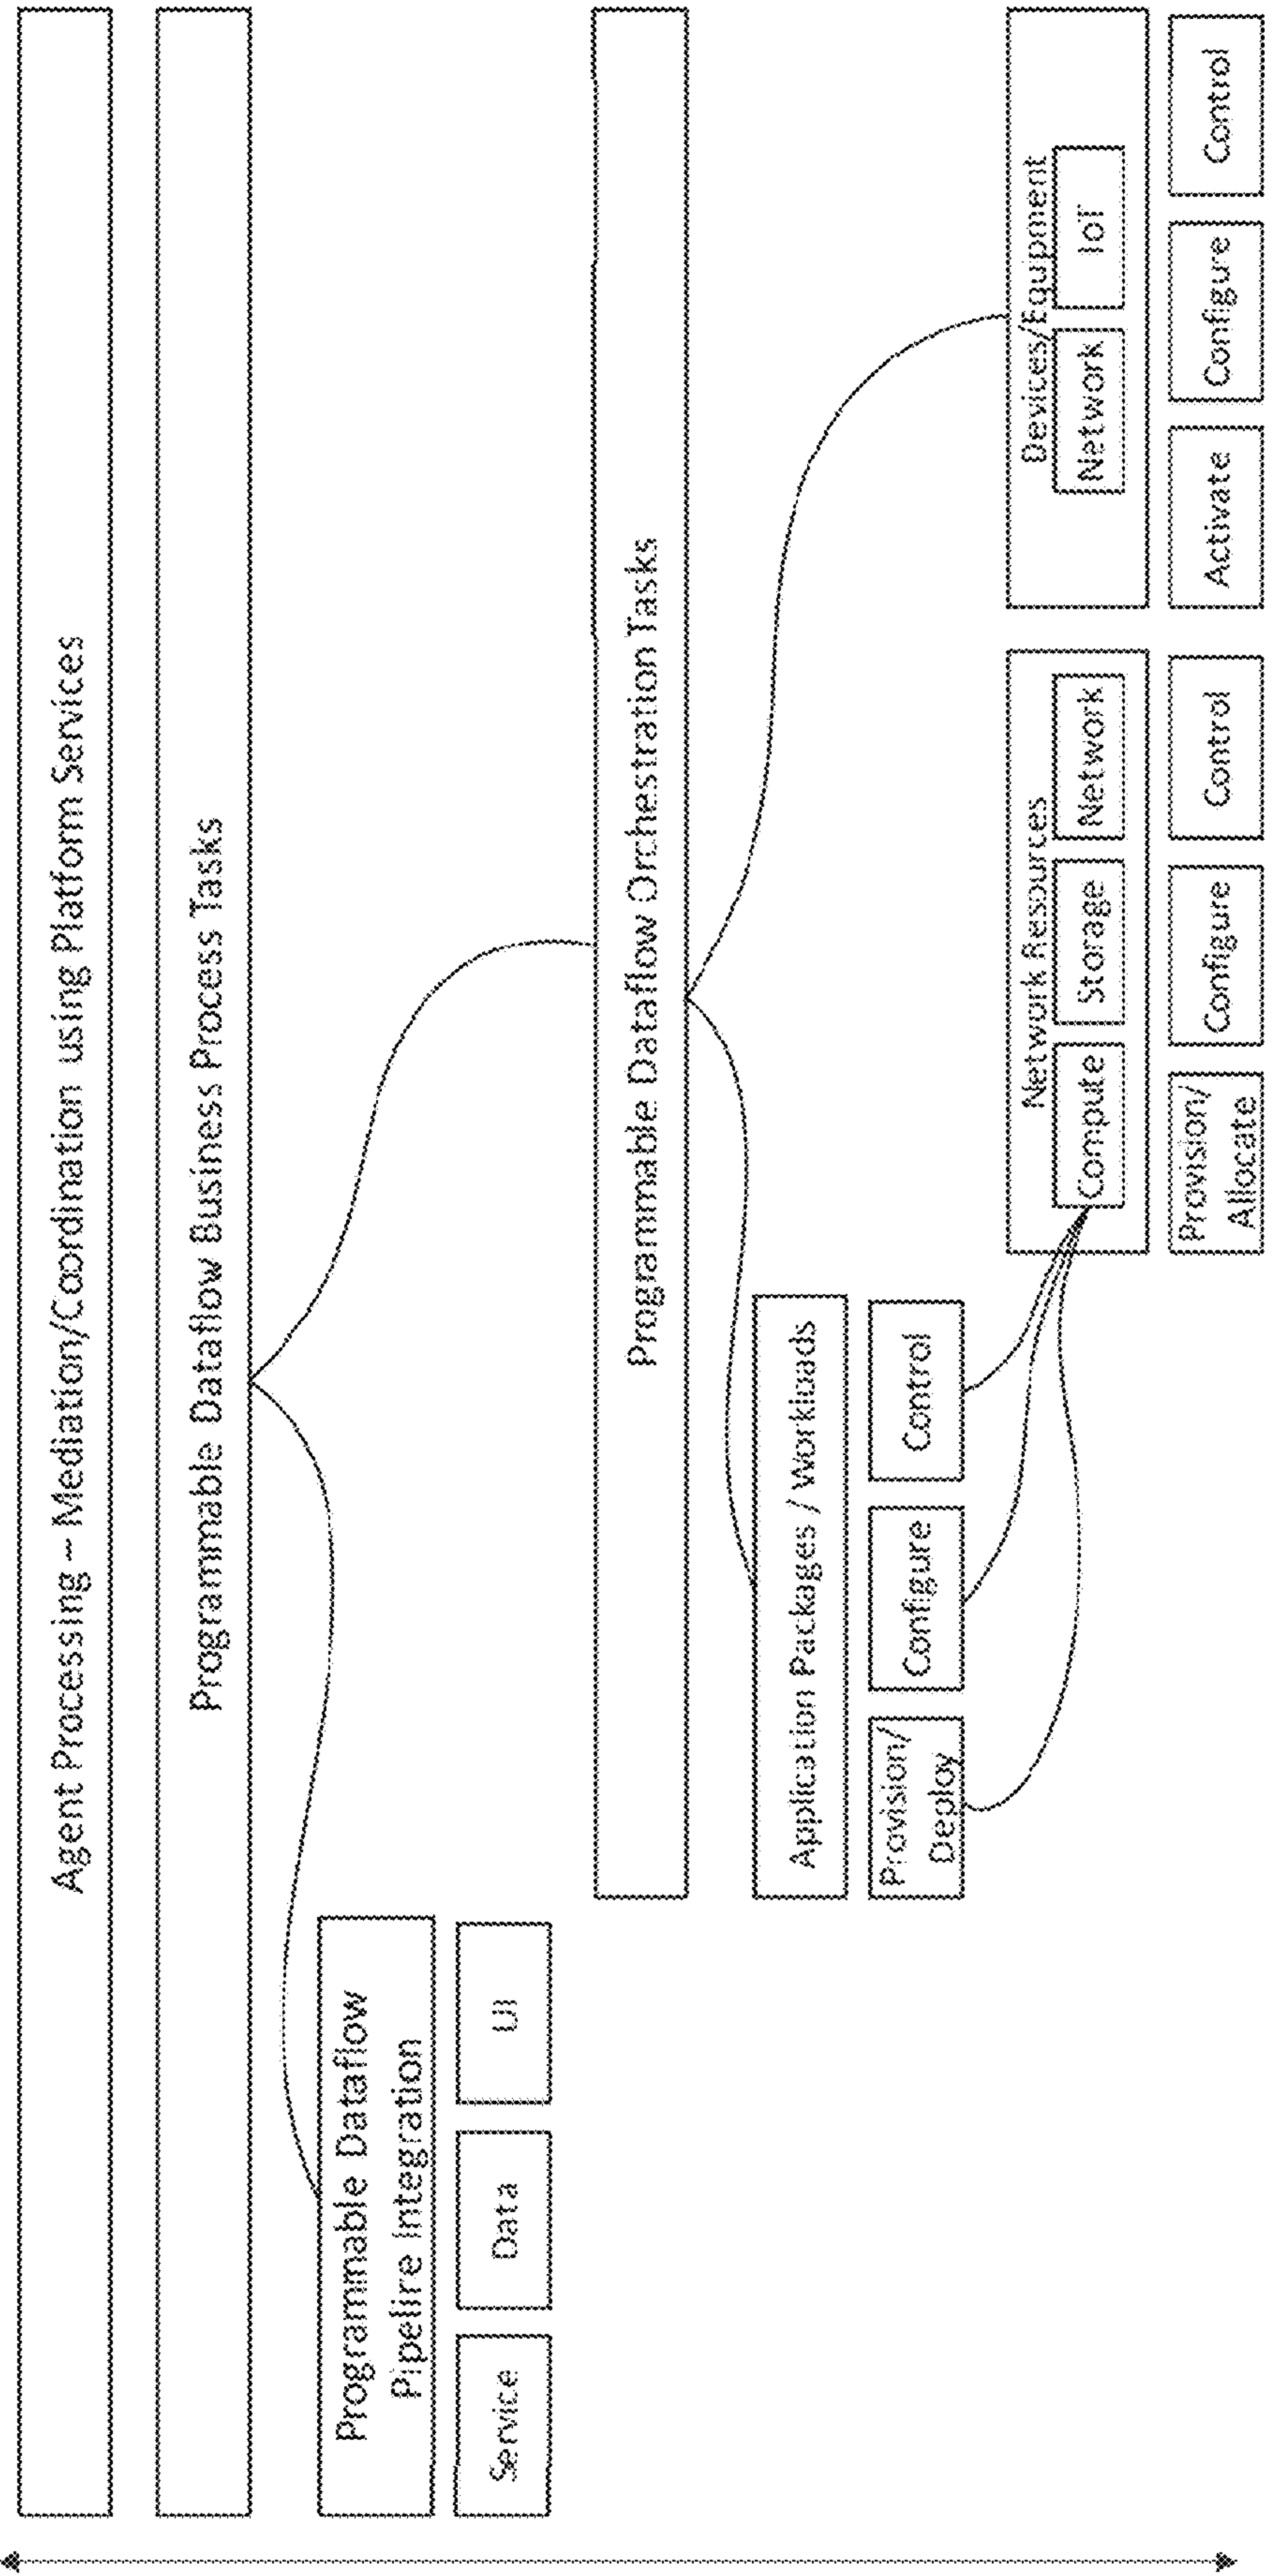 Agent Processing – Mediation/Coordination using Platform Services
Programmable Dataflow Business Process Tasks
Programmable Dataflow
Pipelire Integration
Service
Data
UI
Programmable Dataflow Orchestration Tasks
Application Packages / Workloads
Provision/
Deploy
Configure
Control
Network Resources
Compute
Storage
Network
Provision/
Allocate
Configure
Control
Devices/Equipment
Network
IoT
Activate
Configure
Control